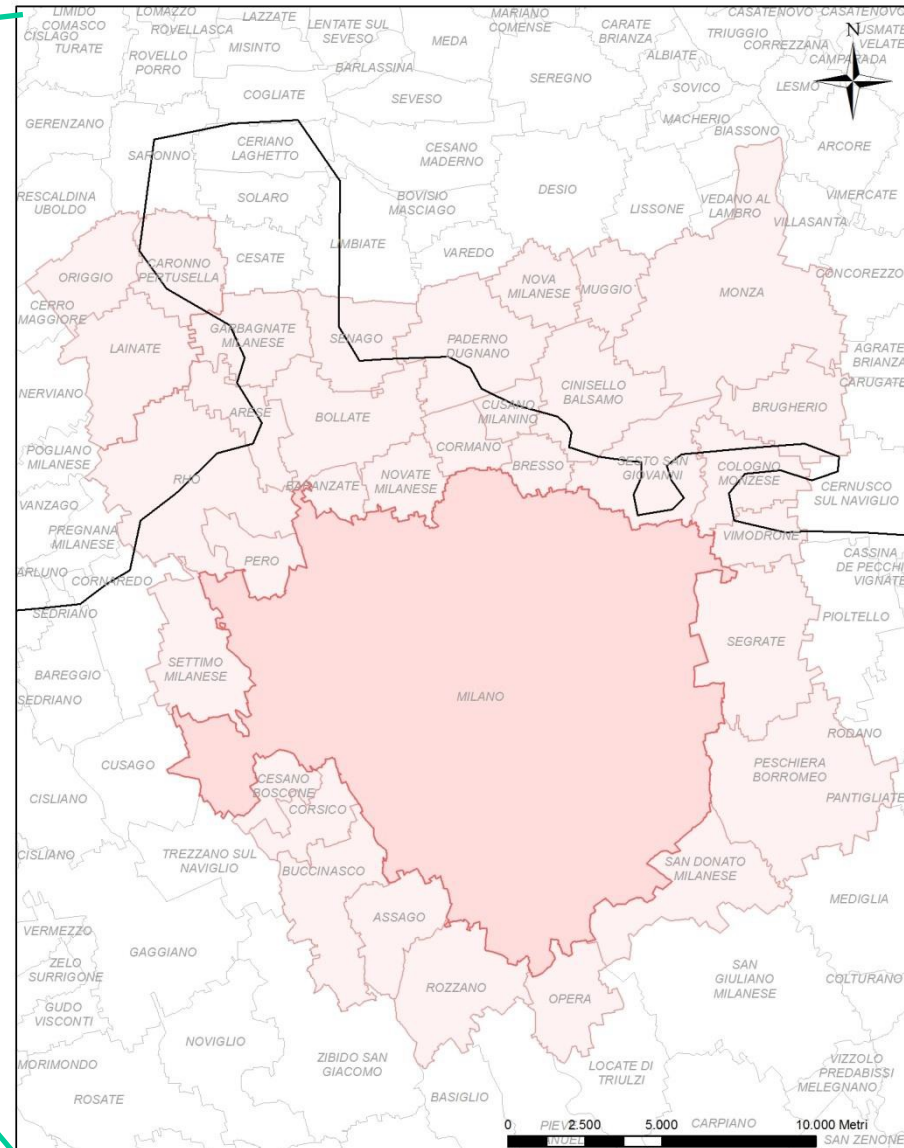 LIMIDO
COMASCO
LOMAZZO
LAZZATE
LENTATE SUL
SEVESO
MARIANO
COMENSE
CARATE
BRIANZA
CASATENOVO
CASATENOVO
CISLAGO
TURATE
ROVELLASCA
MISINTO
MEDA
TRIUGGIO
CORREZZANA
USMATE
VELATE
ROVELLO
PORRO
BARLASSINA
SEREGNO
ALBIATE
CAMPARADA
N
COGLIATE
SEVESO
SOVICO
LESMO
GERENZANO
MACHERIO
BIASSONO
SARONNO
CERIANO
LAGHETTO
CESANO
MADERNO
ARCORE
RESCALDINA
UBOLDO
SOLARO
BOVISIO
MASCIAGO
DESIO
LISSONE
VEDANO AL
LAMBRO
VIMERCATE
VILLASANTA
LIMBIATE
VAREDO
CESATE
ORIGGIO
CARONNO
PERTUSELLA
NOVA
MILANESE
MUGGIO
MONZA
CONCOREZZO
CERRO
MAGGIORE
LAINATE
GARBAGNATE
MILANESE
SENAGO
PADERNO
DUGNANO
AGRATE
BRIANZA
CARUGATE
NERVIANO
ARESE
BOLLATE
CINISELLO
BALSAMO
CUSANO
MILANINO
BRUGHERIO
POGLIANO
MILANESE
CORMANO
BRESSO
SESTO SAN
GIOVANNI
COLOGNO
MONZESE
RHO
BARANZATE
NOVATE
MILANESE
CERNUSCO
SUL NAVIGLIO
VANZAGO
PREGNANA
MILANESE
VIMODRONE
PERO
CASSINA
DE PECCHI
VIGNATE
ARLUNO
CORNAREDO
SEDRIANO
PIOLTELLO
SEGRATE
BAREGGIO
SETTIMO
MILANESE
SEDRIANO
MILANO
RODANO
CUSAGO
CESANO
BOSCONE
PESCHIERA
BORROMEO
CISLIANO
CORSICO
PANTIGLIATE
CISLIANO
TREZZANO SUL
NAVIGLIO
BUCCINASCO
SAN DONATO
MILANESE
MEDIGLIA
ASSAGO
VERMEZZO
GAGGIANO
ZELO
SURRIGONE
SAN
GIULIANO
MILANESE
COLTURANO
ROZZANO
OPERA
GUDO
VISCONTI
NOVIGLIO
MORIMONDO
ZIBIDO SAN
GIACOMO
LOCATE DI
TRIULZI
VIZZOLO
PREDABISSI
MELEGNANO
ROSATE
BASIGLIO
PIEV
ANUEL
CARPIANO
SAN ZENONE
0 2.500 5.000 10.000 Metri